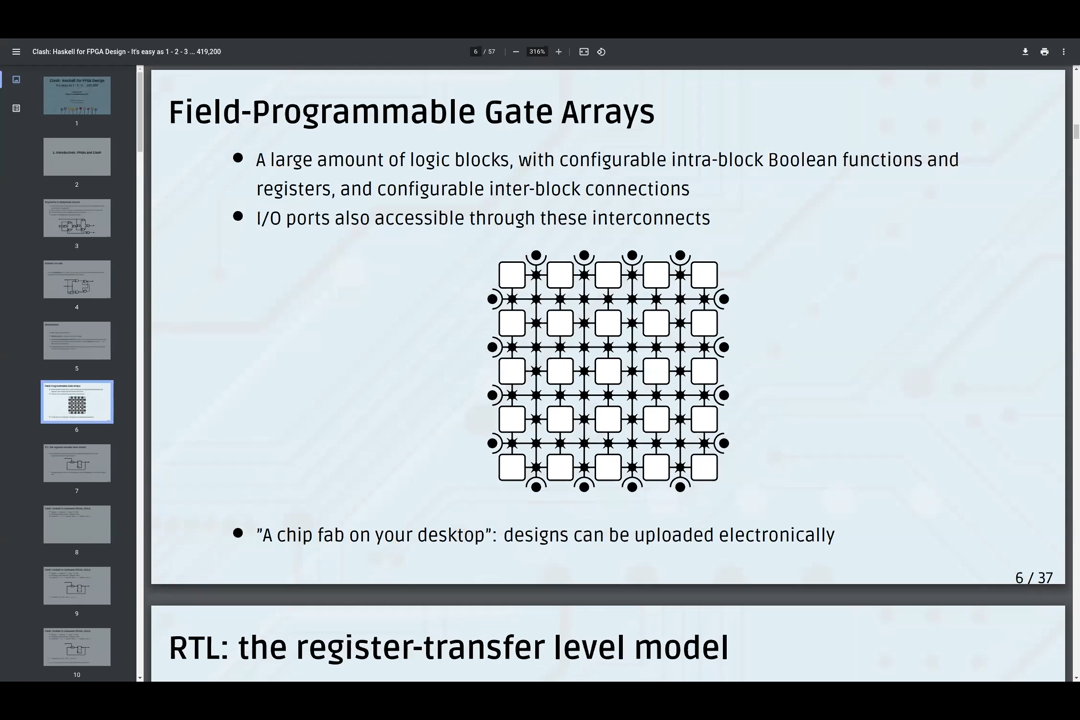 Clash: Haskell for FPGA Design - It's easy as 1 - 2 - 3 ... 419,200
6 / 57
316%
1
2
3
4
5
6
7
8
9
10
Field-Programmable Gate Arrays
A large amount of logic blocks, with configurable intra-block Boolean functions and
registers, and configurable inter-block connections
I/O ports also accessible through these interconnects
"A chip fab on your desktop": designs can be uploaded electronically
6 / 37
RTL: the register-transfer level model